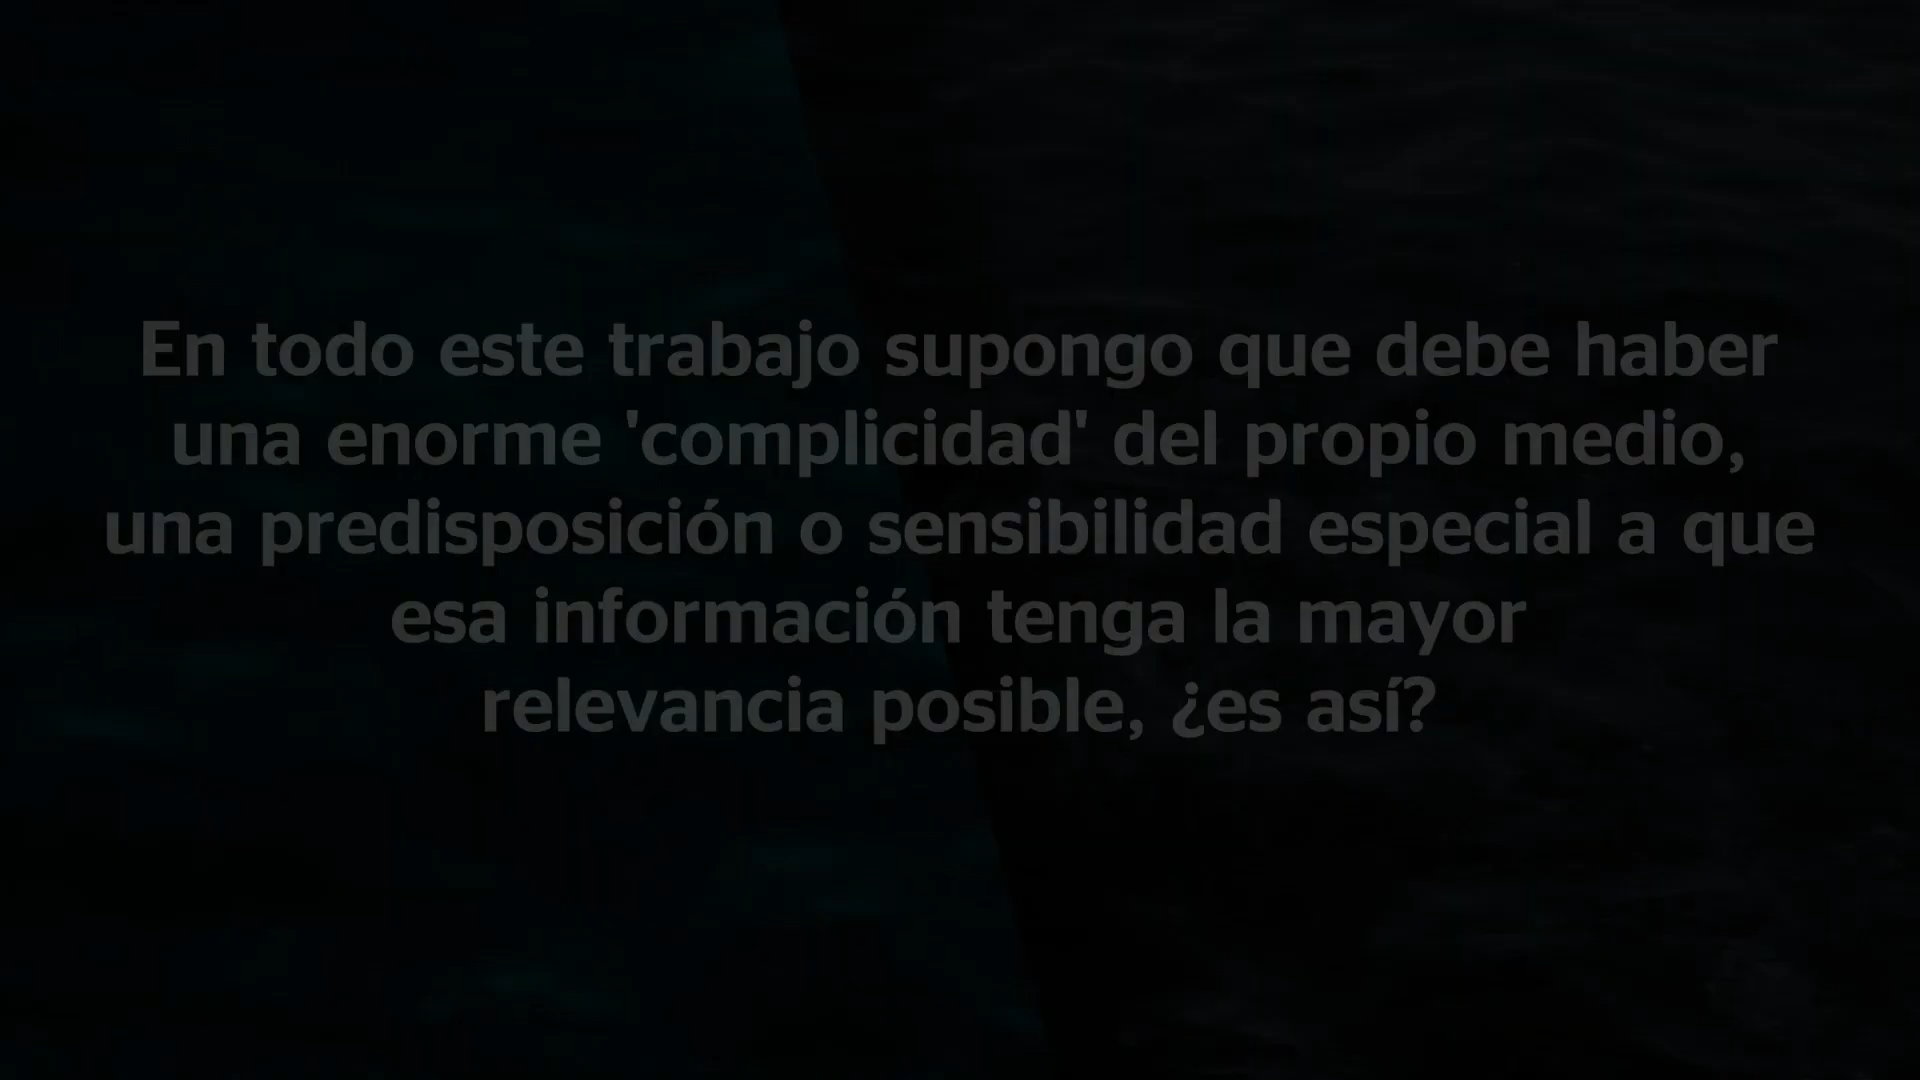 En todo este trabajo supongo que debe haber
una enorme 'complicidad' del propio medio,
una predisposición o sensibilidad especial a que
esa información tenga la mayor
relevancia posible, ¿es así?